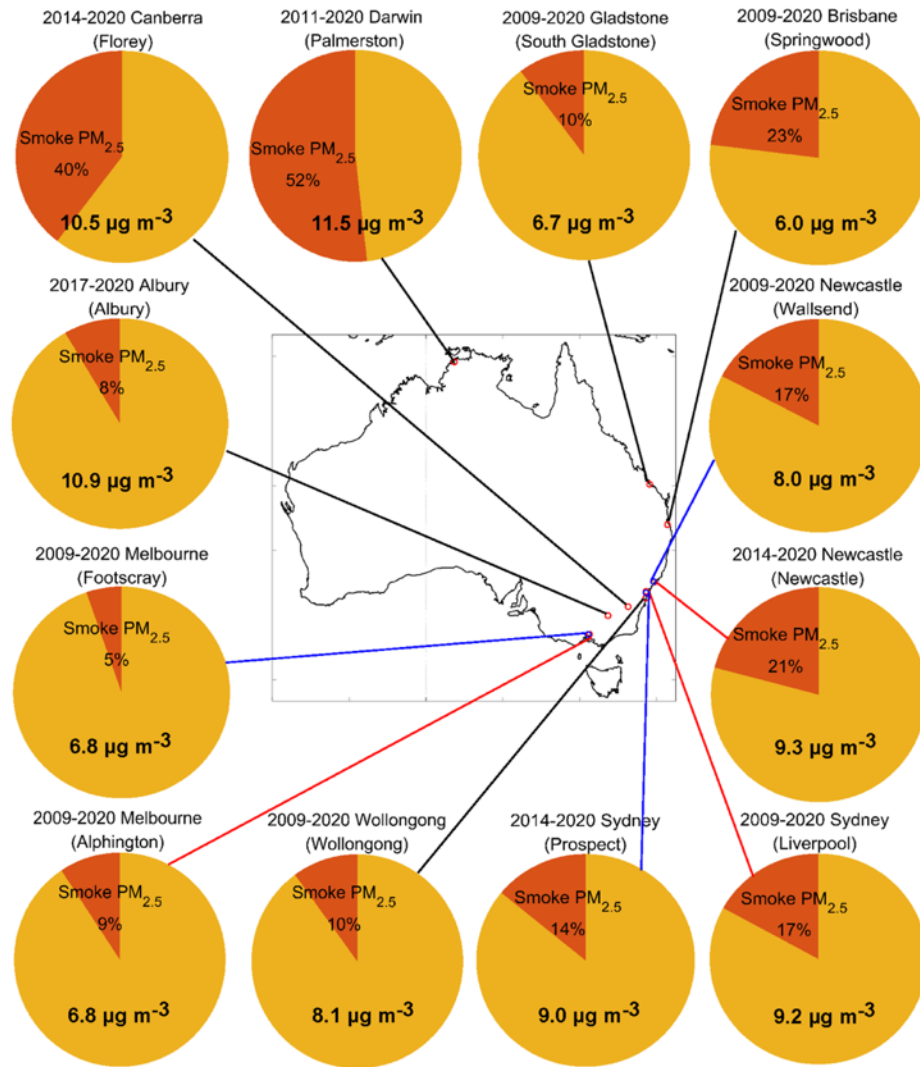 2014-2020 Canberra
(Florey)
Smoke PM2.5
40%
10.5 µg m-3
2011-2020 Darwin
(Palmerston)
Smoke PM2.5
52%
11.5 µg m-3
2009-2020 Gladstone
(South Gladstone)
Smoke PM2.5
10%
6.7 µg m-3
2009-2020 Brisbane
(Springwood)
Smoke PM2.5
23%
6.0 µg m-3
2017-2020 Albury
(Albury)
Smoke PM2.5
8%
10.9 µg m-3
2009-2020 Newcastle
(Wallsend)
Smoke PM2.5
17%
8.0 µg m-3
2009-2020 Melbourne
(Footscray)
Smoke PM2.5
5%
6.8 µg m-3
2014-2020 Newcastle
(Newcastle)
Smoke PM2.5
21%
9.3 µg m-3
2009-2020 Melbourne
(Alphington)
Smoke PM2.5
9%
6.8 µg m-3
2009-2020 Wollongong
(Wollongong)
Smoke PM2.5
10%
8.1 µg m-3
2014-2020 Sydney
(Prospect)
Smoke PM2.5
14%
9.0 µg m-3
2009-2020 Sydney
(Liverpool)
Smoke PM2.5
17%
9.2 µg m-3